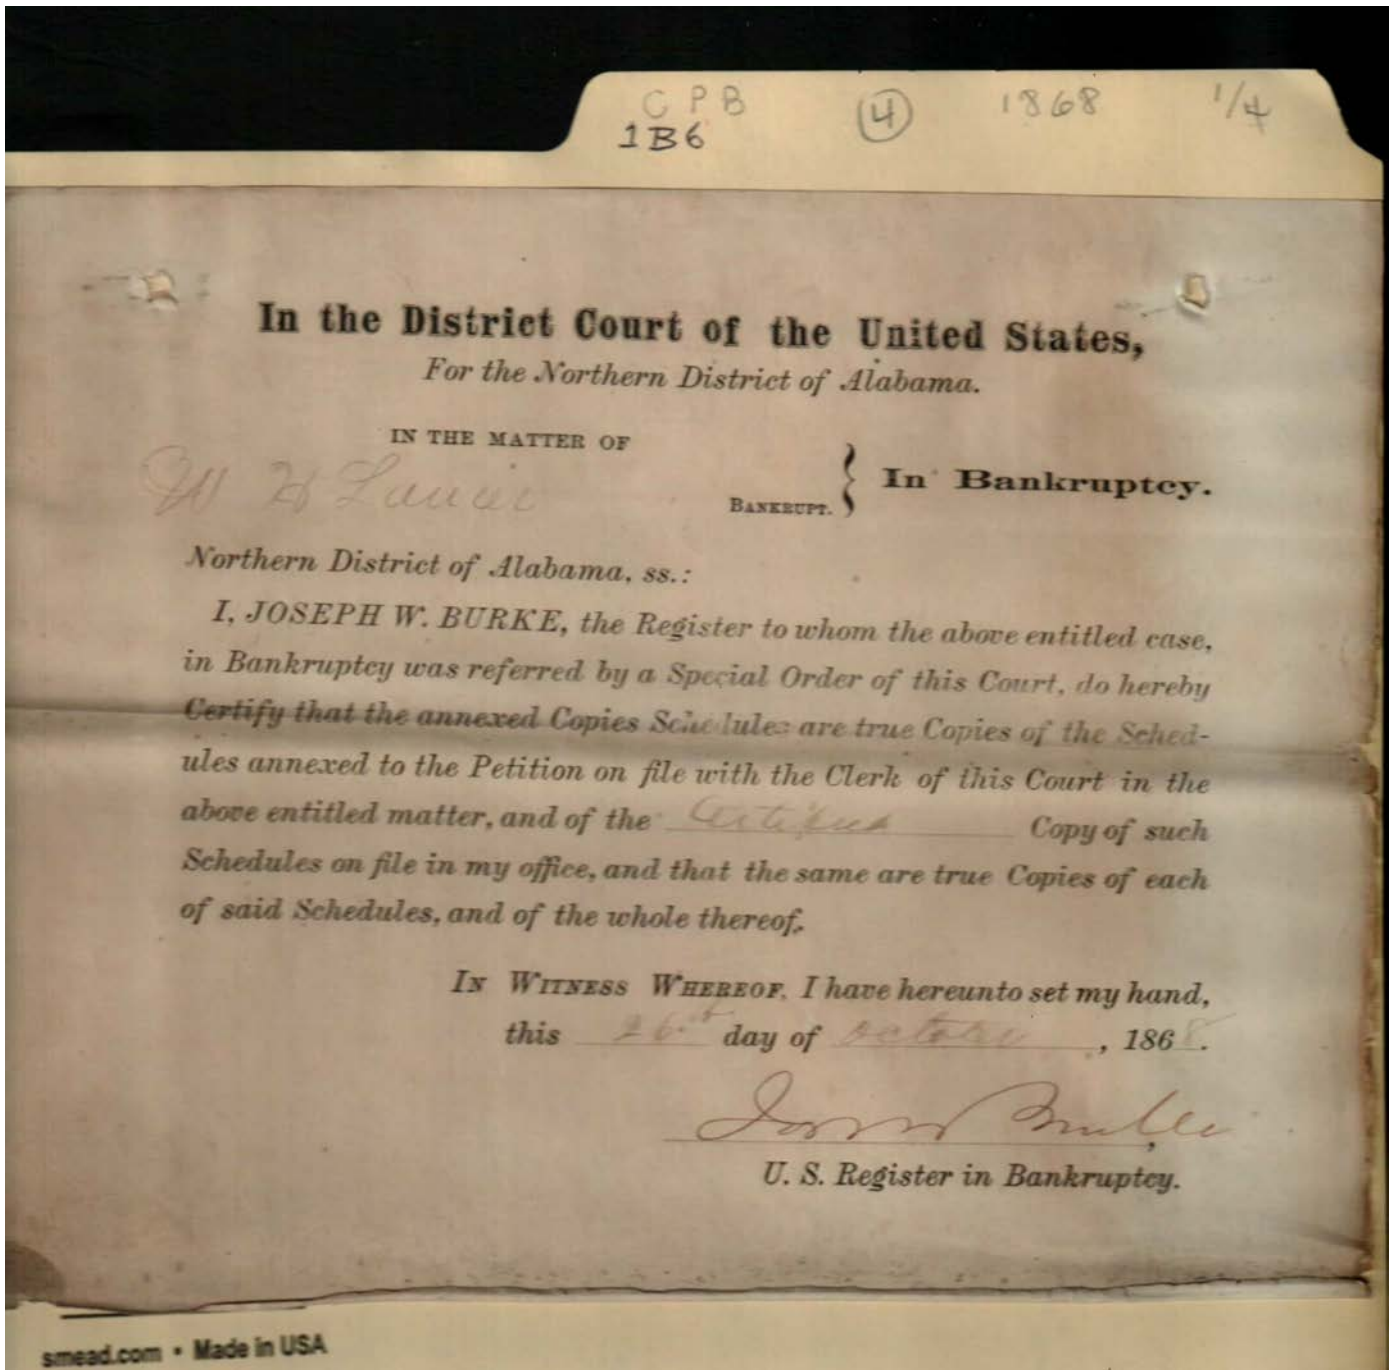 C P B ④ 1868 1/4
1B6
In the District Court of the United States,
For the Northern District of Alabama.
IN THE MATTER OF
W H Lanier
BANKRUPT. } In Bankruptcy.
Northern District of Alabama, ss.:
I, JOSEPH W. BURKE, the Register to whom the above entitled case,
in Bankruptcy was referred by a Special Order of this Court, do hereby
Certify that the annexed Copies Schedules are true Copies of the Sched-
ules annexed to the Petition on file with the Clerk of this Court in the
above entitled matter, and of the Certified Copy of such
Schedules on file in my office, and that the same are true Copies of each
of said Schedules, and of the whole thereof.
IN WITNESS WHEREOF, I have hereunto set my hand,
this 26th day of October, 1868.
Jos W Burke
U. S. Register in Bankruptcy.
smead.com • Made in USA